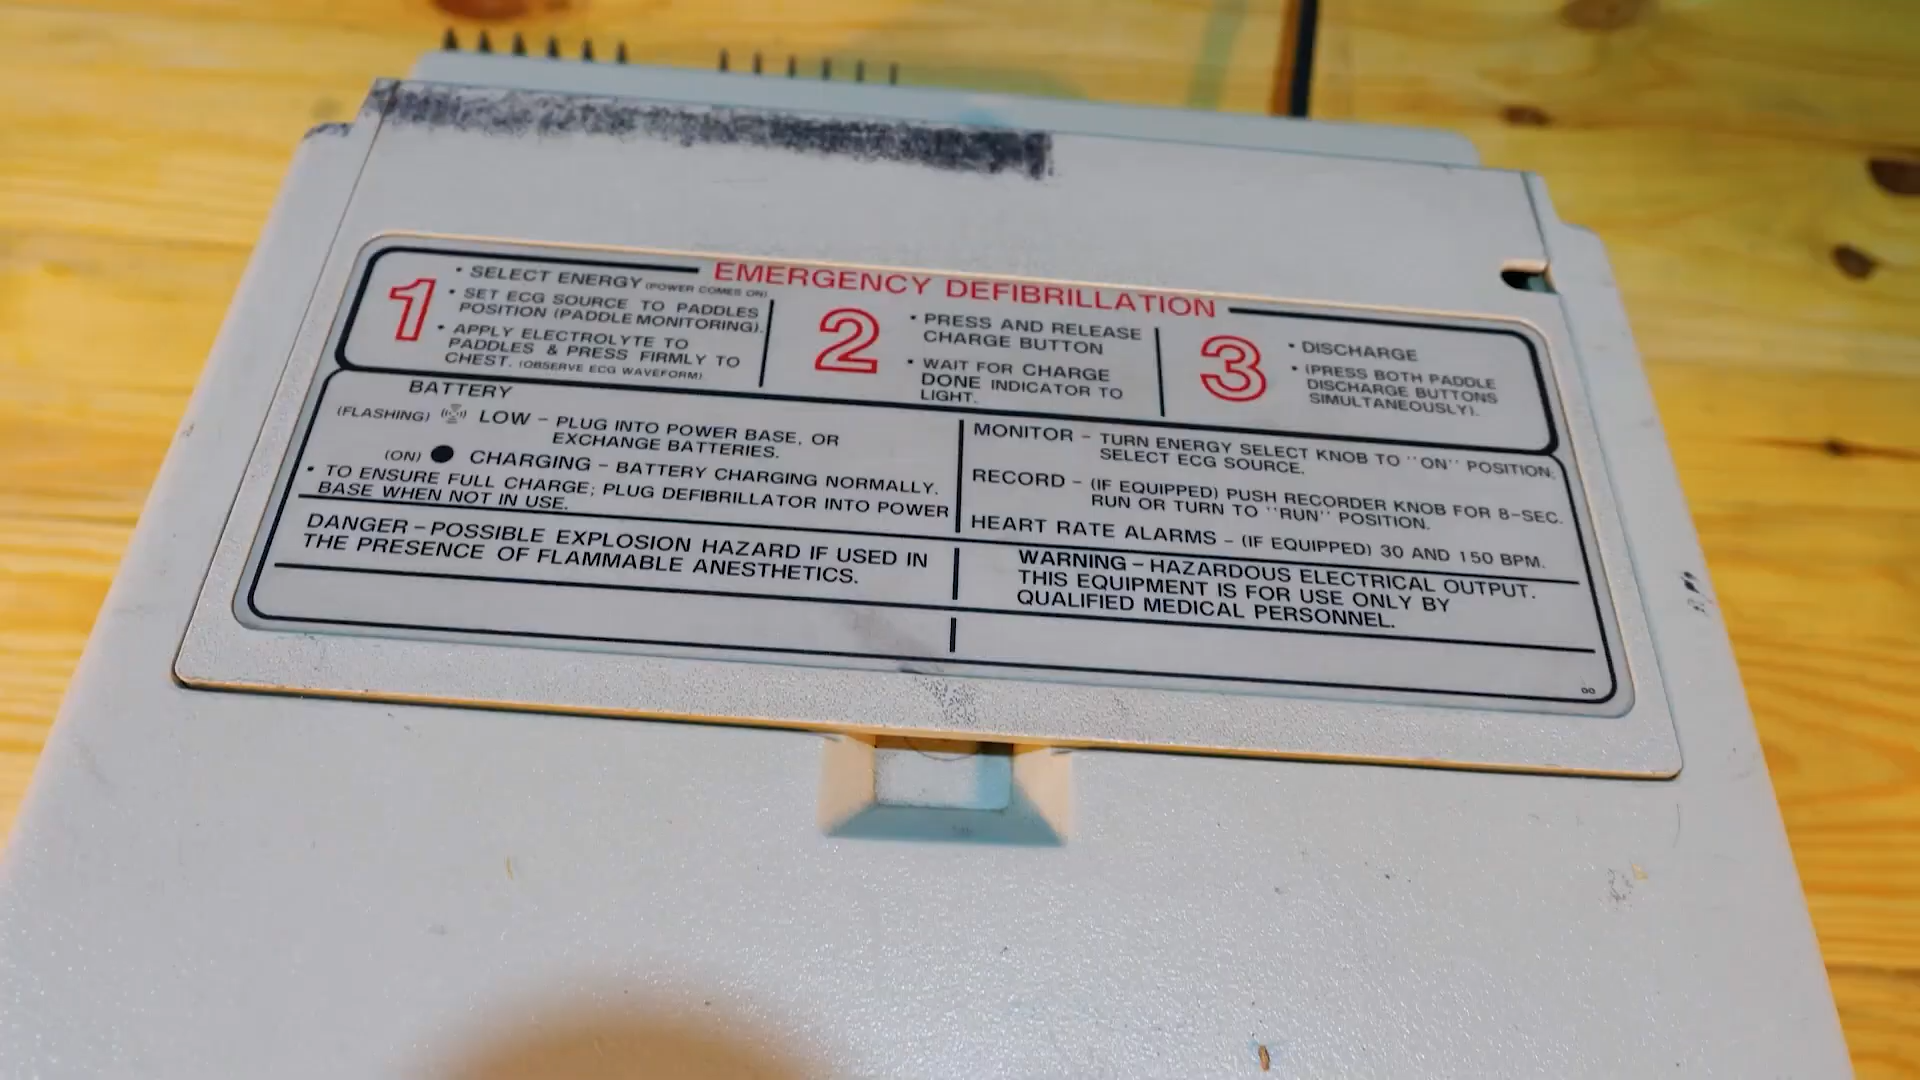 EMERGENCY DEFIBRILLATION
1
• SELECT ENERGY (POWER COMES ON)
• SET ECG SOURCE TO PADDLES
POSITION (PADDLE MONITORING).
• APPLY ELECTROLYTE TO
PADDLES & PRESS FIRMLY TO
CHEST. (OBSERVE ECG WAVEFORM)
2
• PRESS AND RELEASE
CHARGE BUTTON
• WAIT FOR CHARGE
DONE INDICATOR TO
LIGHT.
3
• DISCHARGE
• (PRESS BOTH PADDLE
DISCHARGE BUTTONS
SIMULTANEOUSLY).
BATTERY
(FLASHING) LOW – PLUG INTO POWER BASE, OR
EXCHANGE BATTERIES.
(ON) CHARGING – BATTERY CHARGING NORMALLY.
• TO ENSURE FULL CHARGE; PLUG DEFIBRILLATOR INTO POWER
BASE WHEN NOT IN USE.
MONITOR – TURN ENERGY SELECT KNOB TO "ON" POSITION.
SELECT ECG SOURCE.
RECORD – (IF EQUIPPED) PUSH RECORDER KNOB FOR 8-SEC.
RUN OR TURN TO "RUN" POSITION.
HEART RATE ALARMS – (IF EQUIPPED) 30 AND 150 BPM.
DANGER – POSSIBLE EXPLOSION HAZARD IF USED IN
THE PRESENCE OF FLAMMABLE ANESTHETICS.
WARNING – HAZARDOUS ELECTRICAL OUTPUT.
THIS EQUIPMENT IS FOR USE ONLY BY
QUALIFIED MEDICAL PERSONNEL.
00